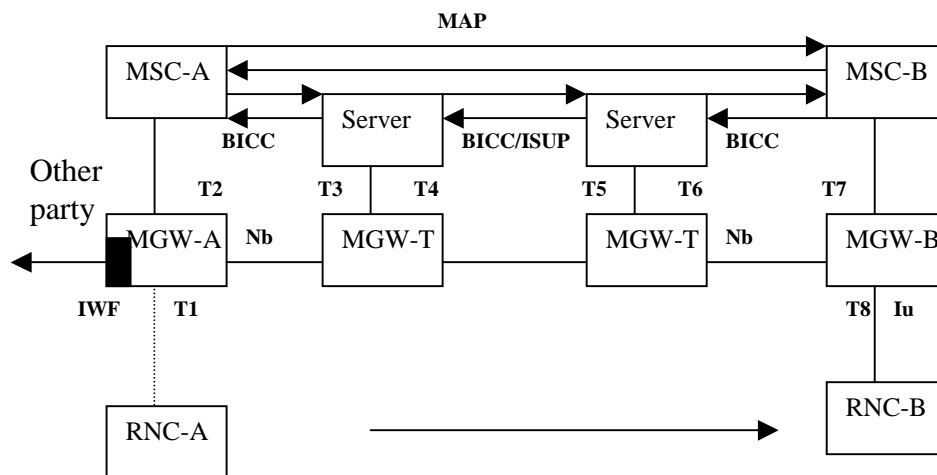 MAP
MSC-A
MSC-B
Server
Server
BICC
BICC/ISUP
BICC
Other
party
T2
T3
T4
T5
T6
T7
MGW-A
Nb
MGW-T
MGW-T
Nb
MGW-B
IWF
T1
T8
Iu
RNC-A
RNC-B